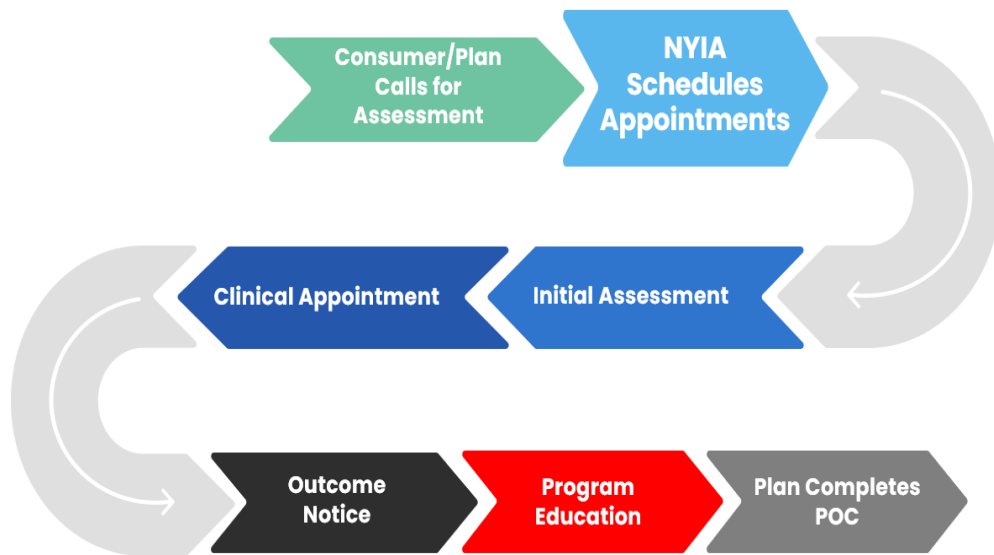 Consumer/Plan
Calls for
Assessment
NYIA
Schedules
Appointments
Initial Assessment
Clinical Appointment
Outcome
Notice
Program
Education
Plan Completes
POC